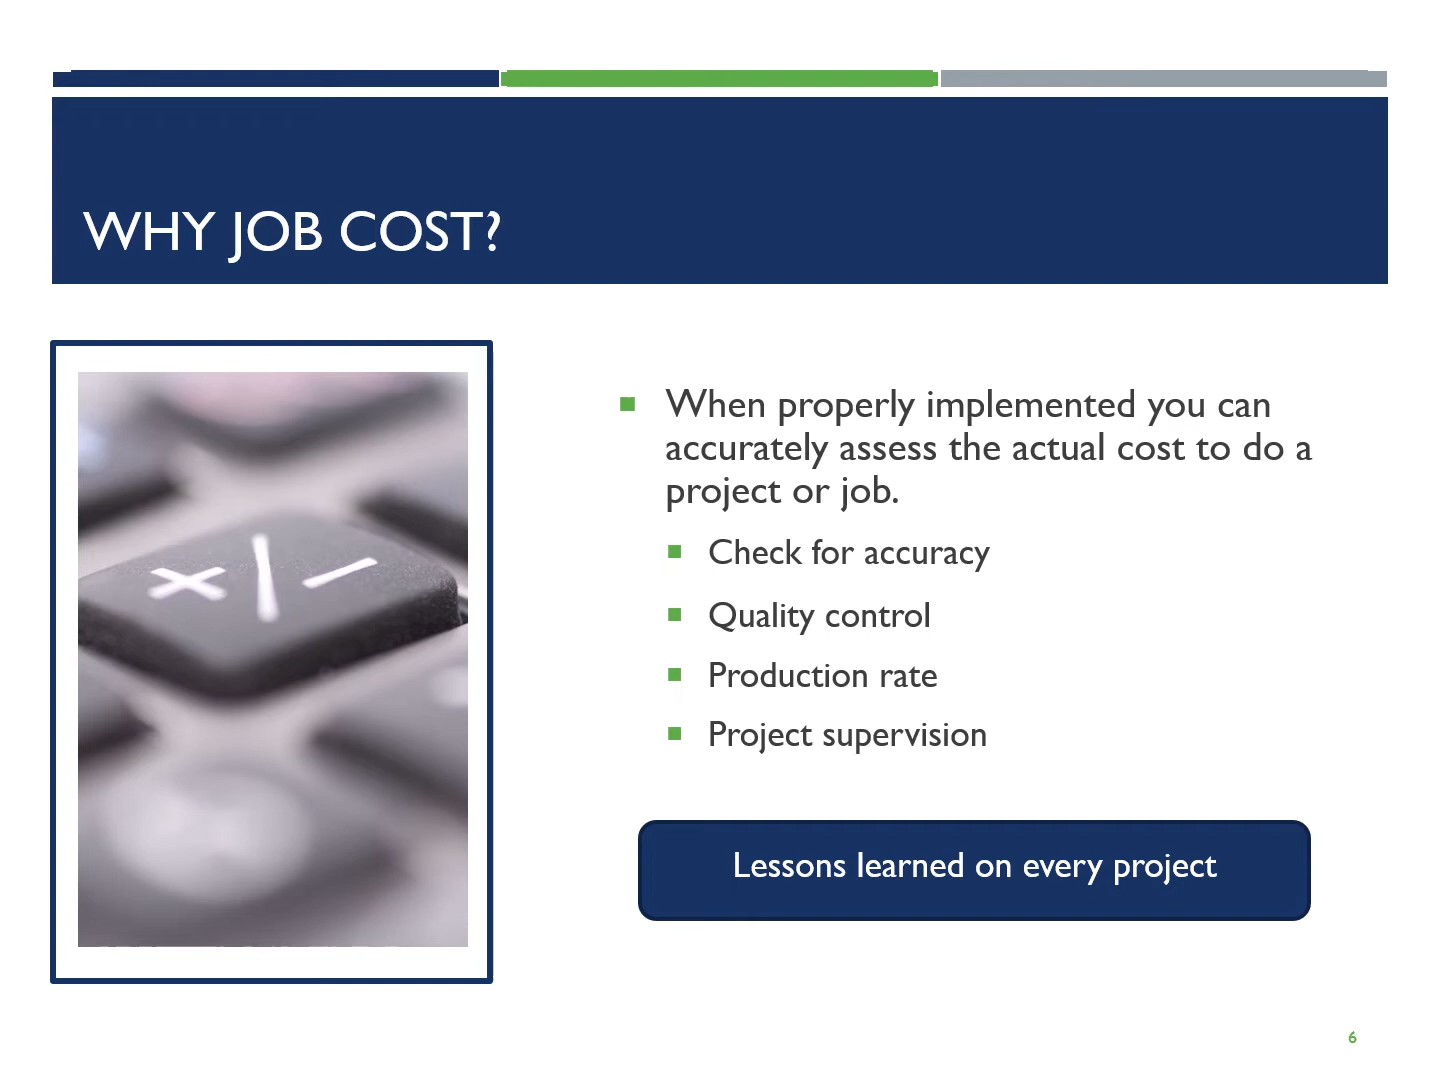 WHY JOB COST?
+/-
When properly implemented you can
accurately assess the actual cost to do a
project or job.
Check for accuracy
Quality control
Production rate
Project supervision
Lessons learned on every project
6